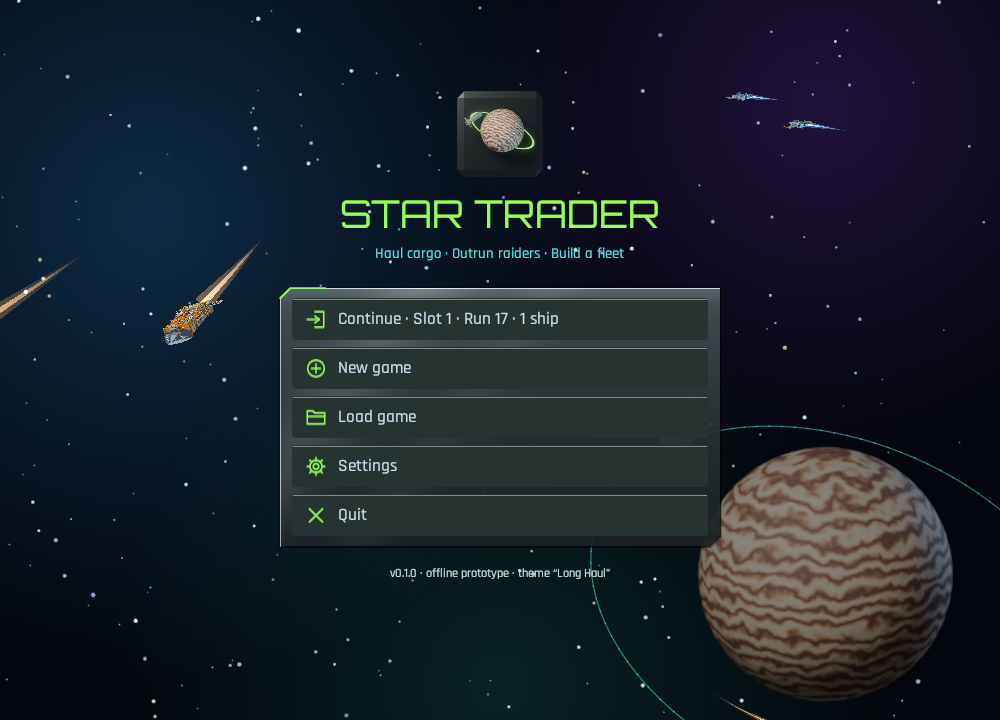 STAR TRADER
Haul cargo · Outrun raiders · Build a fleet
Continue · Slot 1 · Run 17 · 1 ship
New game
Load game
Settings
Quit
v0.1.0 · offline prototype · theme “Long Haul”